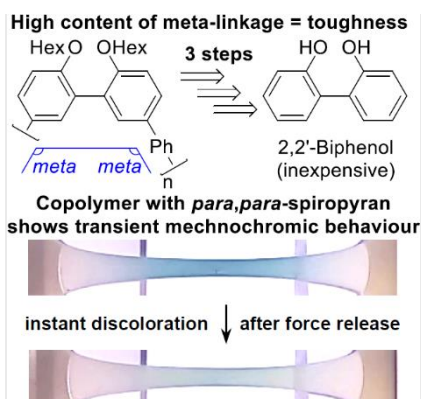 High content of meta-linkage = toughness
HexO OHex
3 steps
HO OH
Ph
n
meta meta
2,2'-Biphenol
(inexpensive)
Copolymer with para,para-spiropyran
shows transient mechnochromic behaviour
instant discoloration after force release